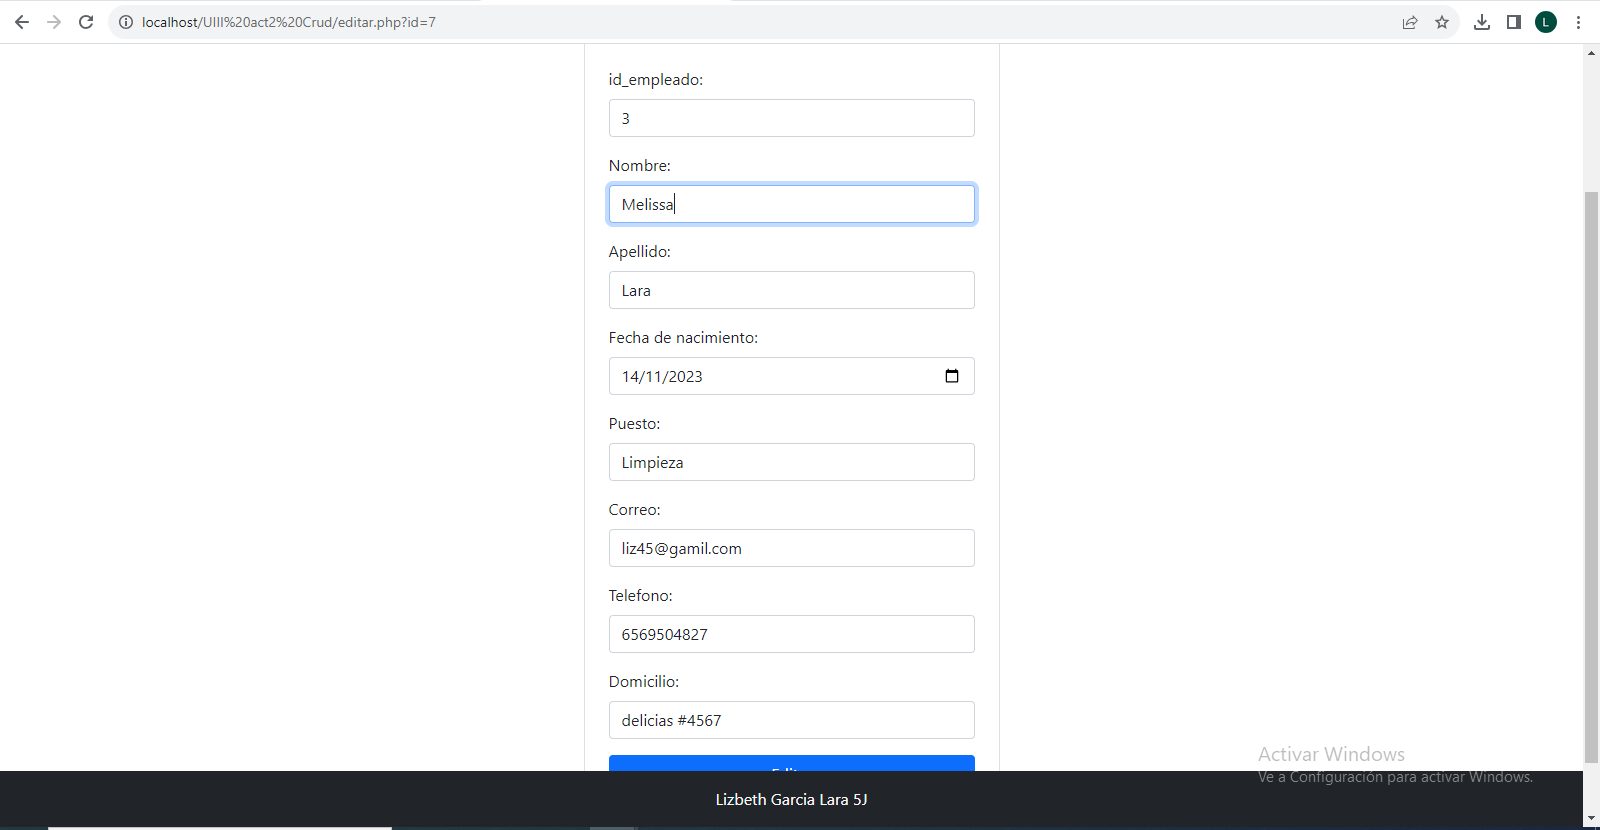 localhost/UIII%20act2%20Crud/editar.php?id=7
L
id_empleado:
3
Nombre:
Melissa
Apellido:
Lara
Fecha de nacimiento:
14/11/2023
Puesto:
Limpieza
Correo:
liz45@gamil.com
Telefono:
6569504827
Domicilio:
delicias #4567
Activar Windows
Ve a Configuración para activar Windows.
Lizbeth Garcia Lara 5J